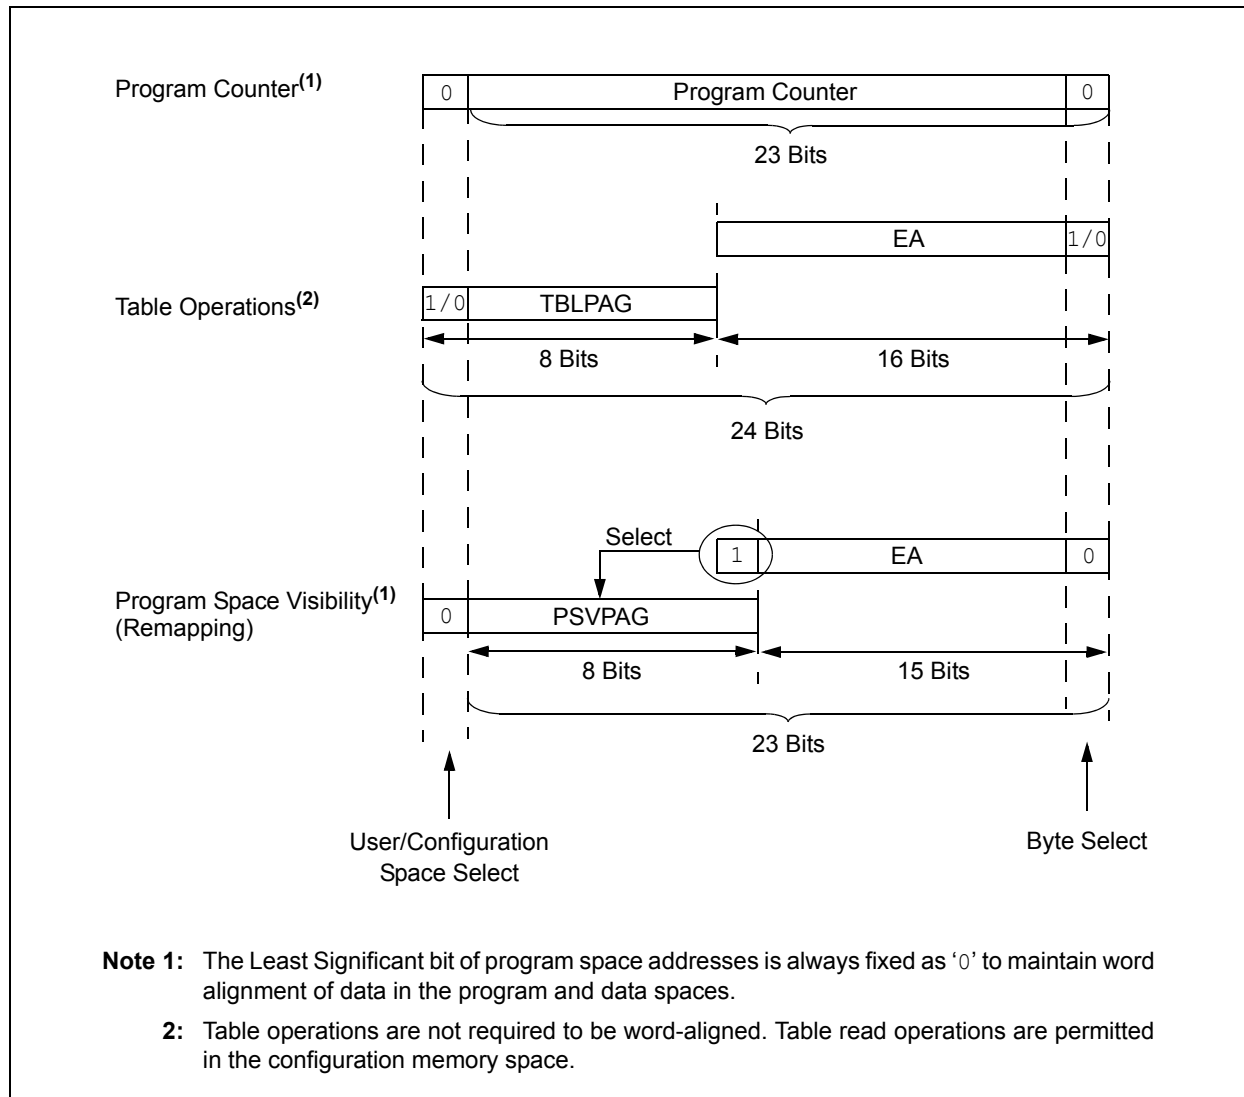 Program Counter(1)
0 Program Counter 0
23 Bits
EA 1/0
Table Operations(2)
1/0 TBLPAG
8 Bits 16 Bits
24 Bits
Select
1 EA 0
Program Space Visibility(1)
(Remapping)
0 PSVPAG
8 Bits 15 Bits
23 Bits
User/Configuration
Space Select
Byte Select
Note 1: The Least Significant bit of program space addresses is always fixed as ‘0’ to maintain word
alignment of data in the program and data spaces.
2: Table operations are not required to be word-aligned. Table read operations are permitted
in the configuration memory space.